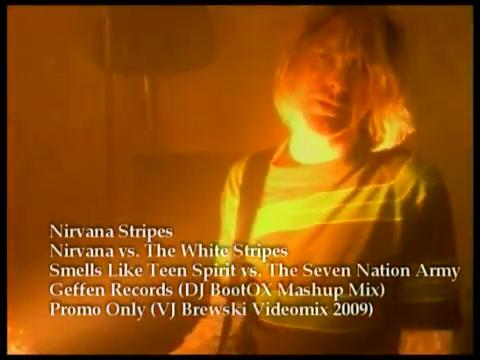 Nirvana Stripes
Nirvana vs. The White Stripes
Smells Like Teen Spirit vs. The Seven Nation Army
Geffen Records (DJ BootOX Mashup Mix)
Promo Only (VJ Brewski Videomix 2009)